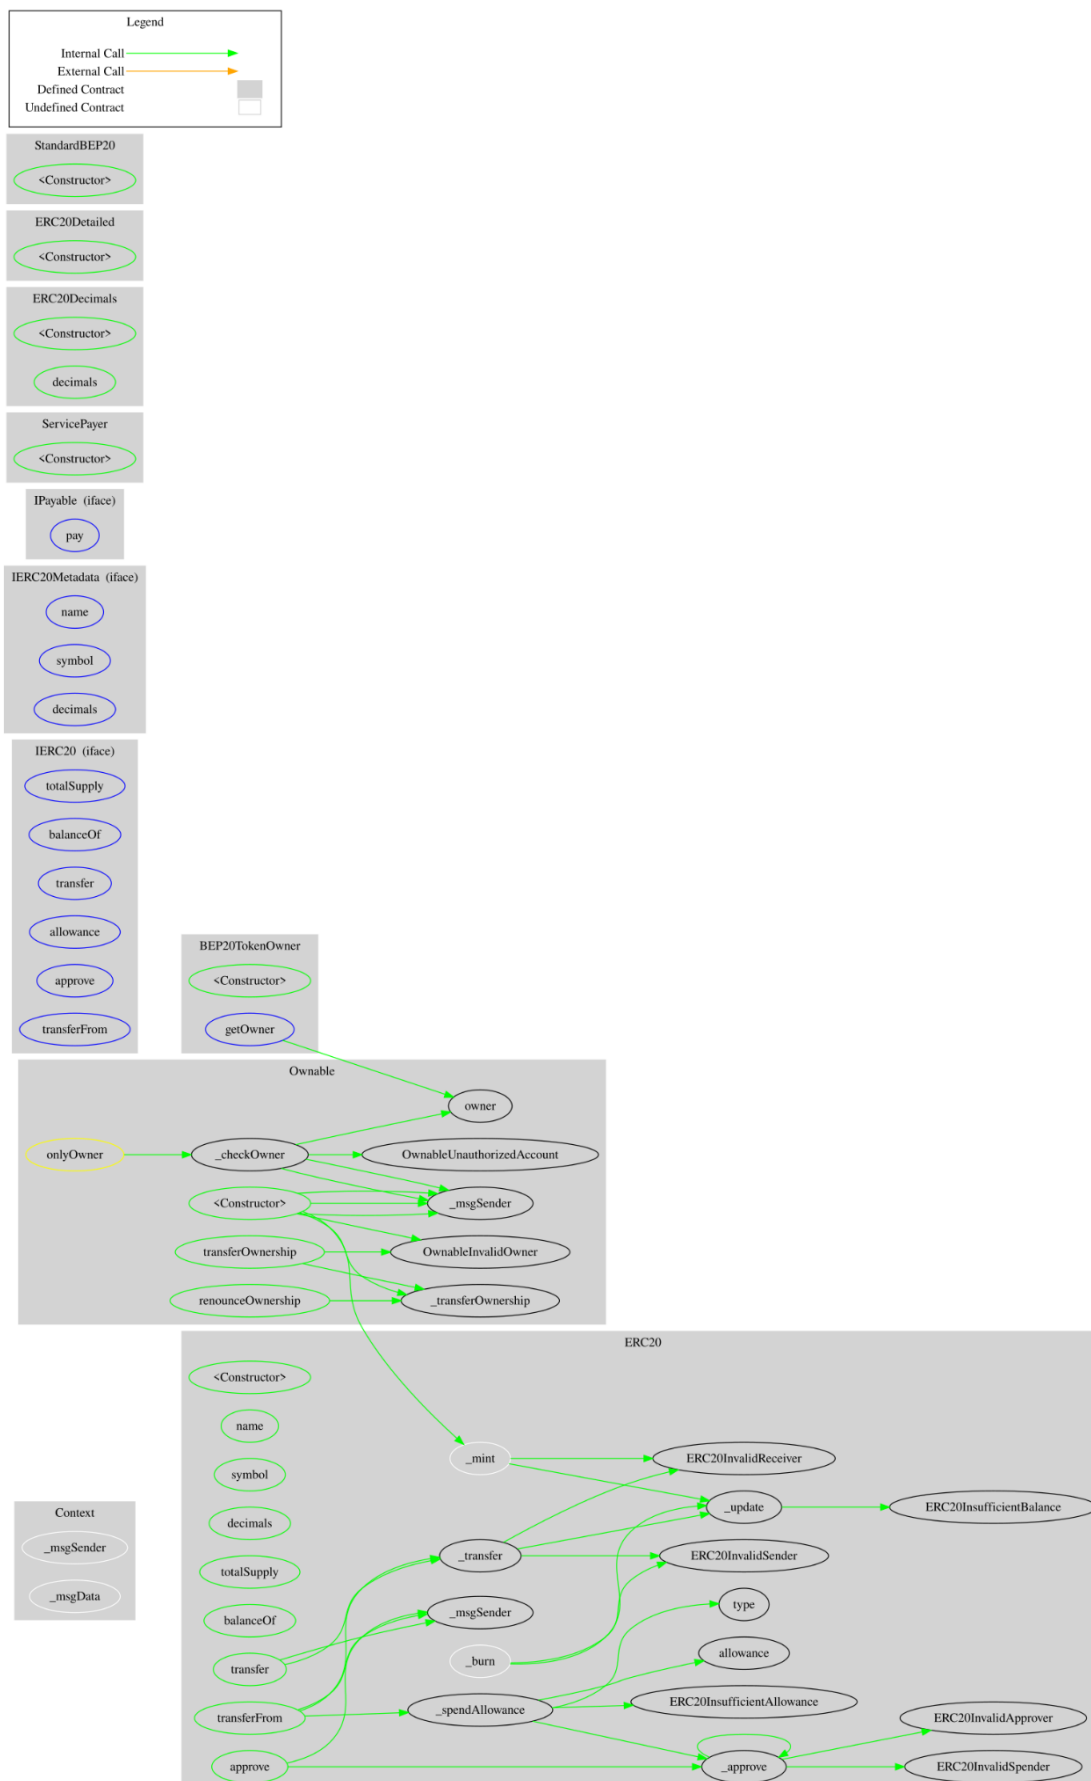 Legend
Internal Call
External Call
Defined Contract
Undefined Contract
StandardBEP20
<Constructor>
ERC20Detailed
<Constructor>
ERC20Decimals
<Constructor>
decimals
ServicePayer
<Constructor>
IPayable (iface)
pay
IERC20Metadata (iface)
name
symbol
decimals
IERC20 (iface)
totalSupply
balanceOf
transfer
allowance
approve
transferFrom
BEP20TokenOwner
<Constructor>
getOwner
Ownable
owner
onlyOwner
_checkOwner
OwnableUnauthorizedAccount
<Constructor>
_msgSender
transferOwnership
OwnableInvalidOwner
renounceOwnership
_transferOwnership
ERC20
<Constructor>
name
_mint
ERC20InvalidReceiver
symbol
_update
ERC20InsufficientBalance
decimals
_transfer
ERC20InvalidSender
totalSupply
type
balanceOf
_msgSender
allowance
transfer
_burn
ERC20InsufficientAllowance
transferFrom
_spendAllowance
ERC20InvalidApprover
approve
_approve
ERC20InvalidSpender
Context
_msgSender
_msgData